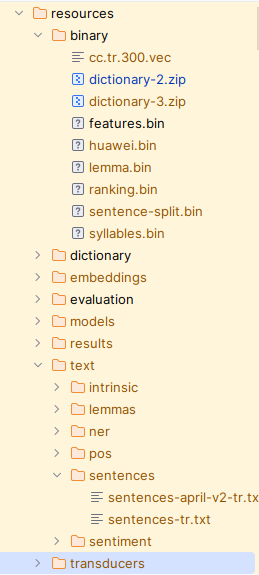 resources
binary
cc.tr.300.vec
dictionary-2.zip
dictionary-3.zip
features.bin
huawei.bin
lemma.bin
ranking.bin
sentence-split.bin
syllables.bin
dictionary
embeddings
evaluation
models
results
text
intrinsic
lemmas
ner
pos
sentences
sentences-april-v2-tr.tx
sentences-tr.txt
sentiment
transducers